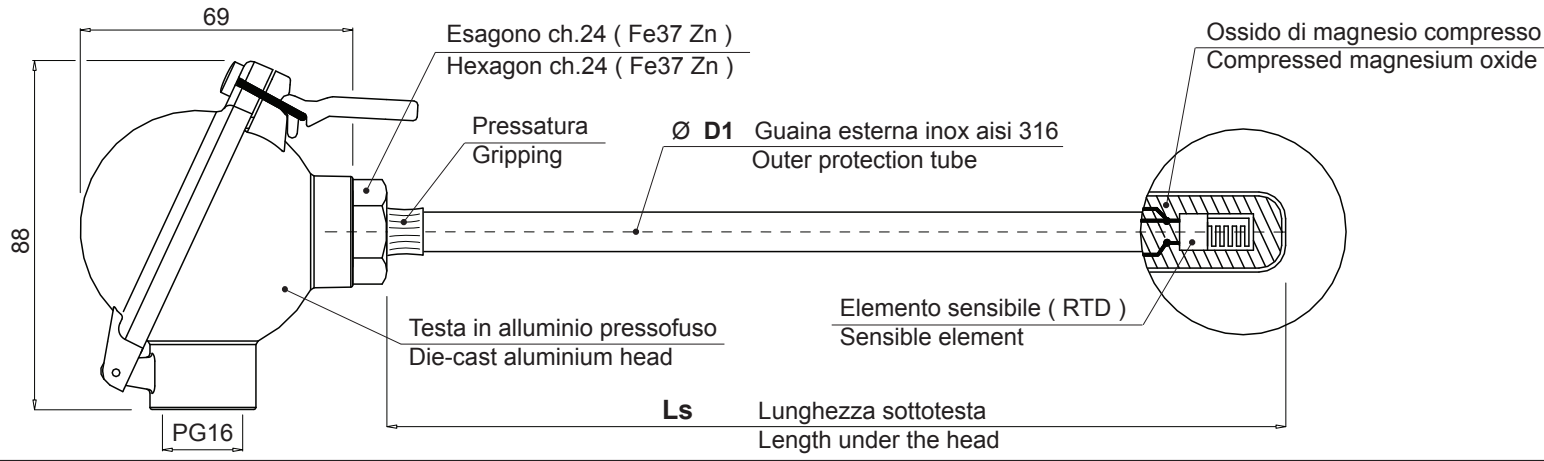 69
Esagono ch.24 ( Fe37 Zn )
Hexagon ch.24 ( Fe37 Zn )
Ossido di magnesio compresso
Compressed magnesium oxide
Pressatura
Gripping
Ø D1 Guaina esterna inox aisi 316
Outer protection tube
88
Elemento sensibile ( RTD )
Sensible element
Testa in alluminio pressofuso
Die-cast aluminium head
Ls Lunghezza sottotesta
Length under the head
PG16